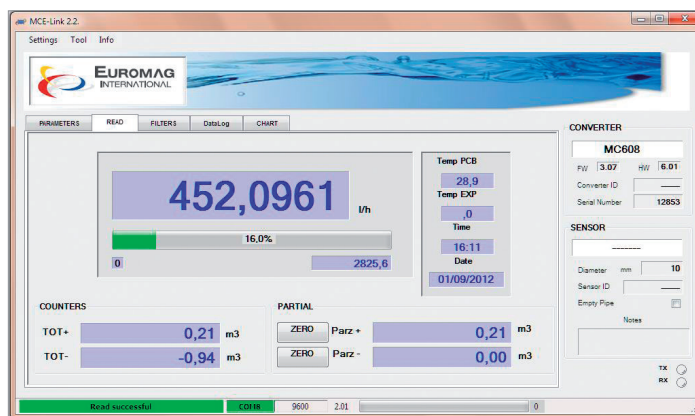 MCE-Link 2.2.
Settings Tool Info
EUROMAG
INTERNATIONAL
PARAMETERS READ FILTERS DataLog CHART
452,0961 l/h
16,0%
0 2825,6
Temp PCB
28,9
Temp EXP
,0
Time
16:11
Date
01/09/2012
COUNTERS
TOT+ 0,21 m3
TOT- -0,94 m3
PARTIAL
ZERO Parz + 0,21 m3
ZERO Parz - 0,00 m3
CONVERTER
MC608
FW 3.07 HW 6.01
Converter ID ------
Serial Number 12853
SENSOR
-------
Diameter mm 10
Sensor ID ------
Empty Pipe
Notes
TX
RX
Read successful COM8 9600 2.01 0